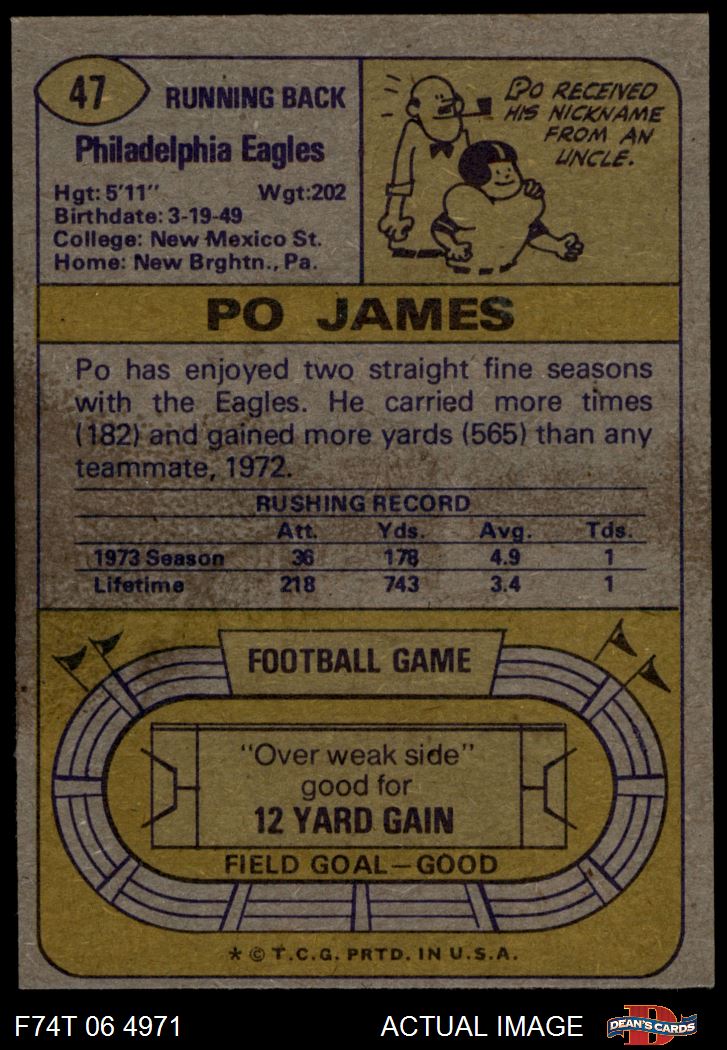 47
RUNNING BACK
Philadelphia Eagles
Hgt: 5'11" Wgt: 202
Birthdate: 3-19-49
College: New Mexico St.
Home: New Brghtn., Pa.
PO RECEIVED
HIS NICKNAME
FROM AN
UNCLE.
PO JAMES
Po has enjoyed two straight fine seasons
with the Eagles. He carried more times
(182) and gained more yards (565) than any
teammate, 1972.
RUSHING RECORD
Att. Yds. Avg. Tds.
1973 Season 36 178 4.9 1
Lifetime 218 743 3.4 1
FOOTBALL GAME
"Over weak side"
good for
12 YARD GAIN
FIELD GOAL—GOOD
* © T.C.G. PRTD. IN U.S.A.
F74T 06 4971 ACTUAL IMAGE D DEAN'S CARDS